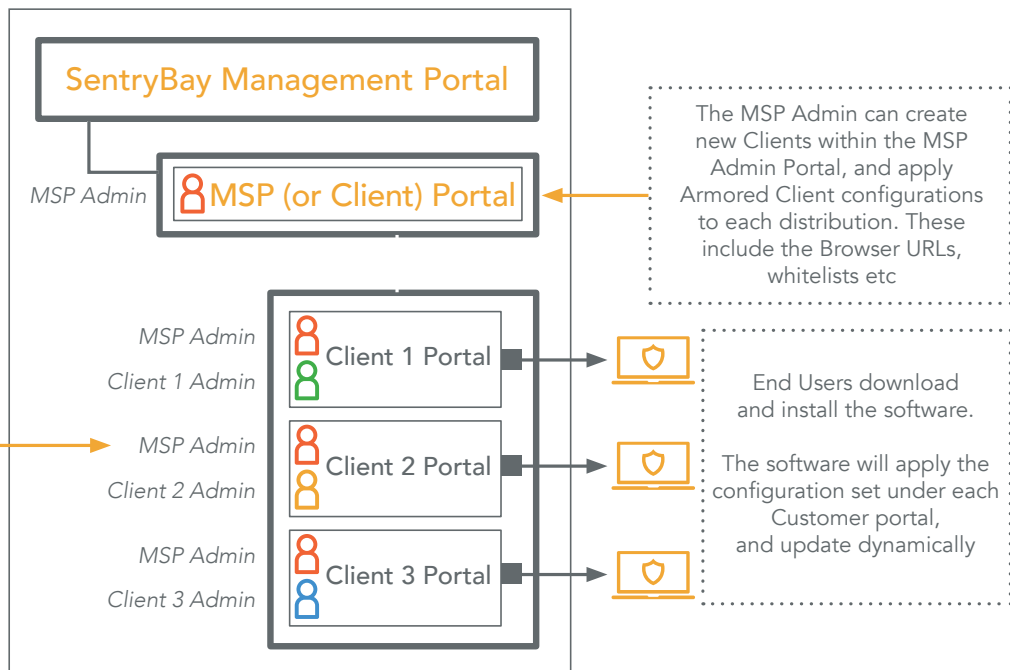 SentryBay Management Portal
MSP Admin
MSP (or Client) Portal
The MSP Admin can create
new Clients within the MSP
Admin Portal, and apply
Armored Client configurations
to each distribution. These
include the Browser URLs,
whitelists etc
MSP Admin
Client 1 Admin
Client 1 Portal
MSP Admin
Client 2 Admin
Client 2 Portal
MSP Admin
Client 3 Admin
Client 3 Portal
End Users download
and install the software.
The software will apply the
configuration set under each
Customer portal,
and update dynamically